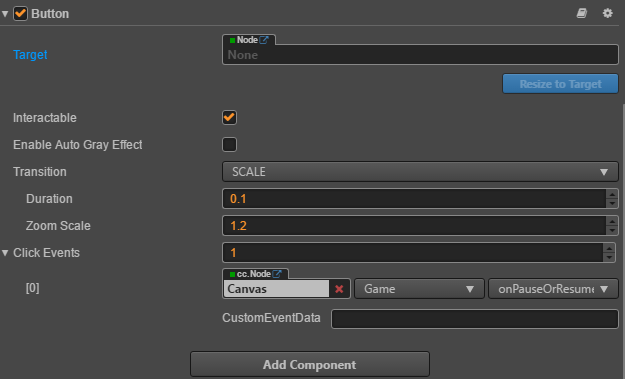 Button
Node
Target
None
Resize to Target
Interactable
Enable Auto Gray Effect
Transition
SCALE
Duration
0.1
Zoom Scale
1.2
Click Events
1
cc.Node
[0]
Canvas
Game
onPauseOrResume
CustomEventData
Add Component